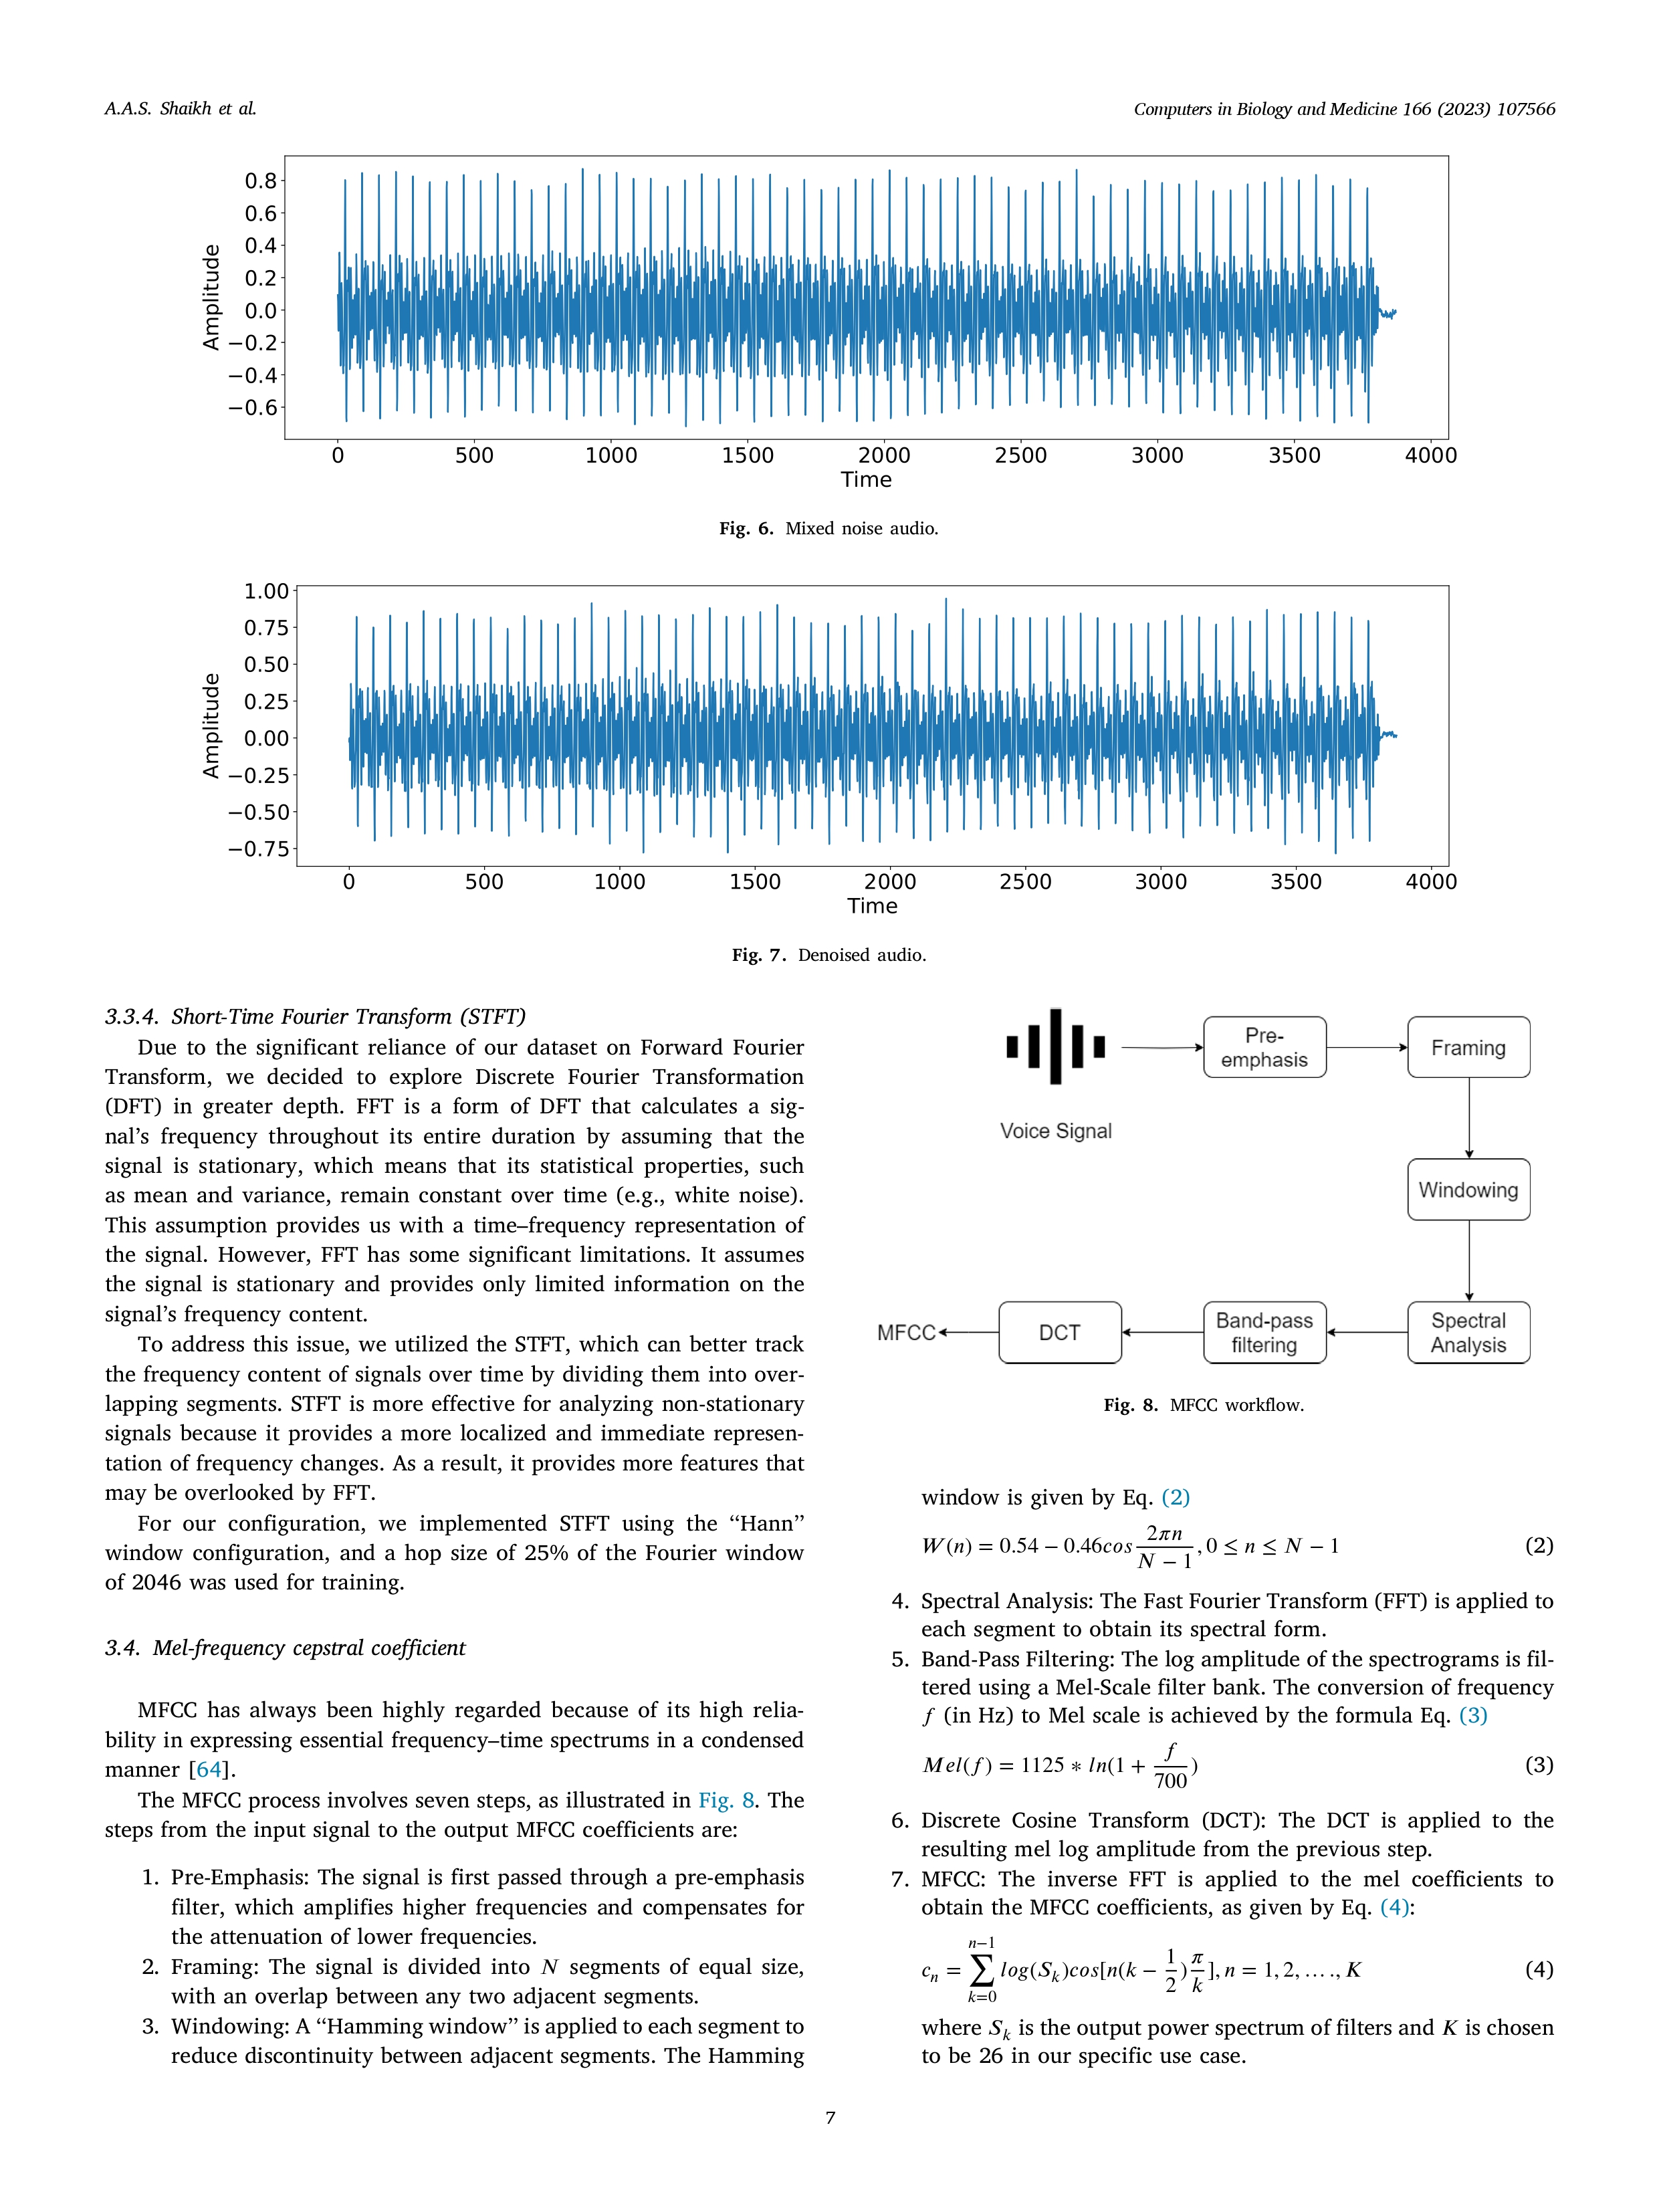 A.A.S. Shaikh et al.
Computers in Biology and Medicine 166 (2023) 107566
0.8
0.6
0.4
0.2
0.0
−0.2
−0.4
−0.6
Amplitude
0 500 1000 1500 2000 2500 3000 3500 4000
Time
Fig. 6. Mixed noise audio.
1.00
0.75
0.50
0.25
0.00
−0.25
−0.50
−0.75
Amplitude
0 500 1000 1500 2000 2500 3000 3500 4000
Time
Fig. 7. Denoised audio.
3.3.4. Short-Time Fourier Transform (STFT)
Due to the significant reliance of our dataset on Forward Fourier
Transform, we decided to explore Discrete Fourier Transformation
(DFT) in greater depth. FFT is a form of DFT that calculates a sig-
nal's frequency throughout its entire duration by assuming that the
signal is stationary, which means that its statistical properties, such
as mean and variance, remain constant over time (e.g., white noise).
This assumption provides us with a time–frequency representation of
the signal. However, FFT has some significant limitations. It assumes
the signal is stationary and provides only limited information on the
signal's frequency content.
To address this issue, we utilized the STFT, which can better track
the frequency content of signals over time by dividing them into over-
lapping segments. STFT is more effective for analyzing non-stationary
signals because it provides a more localized and immediate represen-
tation of frequency changes. As a result, it provides more features that
may be overlooked by FFT.
For our configuration, we implemented STFT using the “Hann”
window configuration, and a hop size of 25% of the Fourier window
of 2046 was used for training.
3.4. Mel-frequency cepstral coefficient
MFCC has always been highly regarded because of its high relia-
bility in expressing essential frequency–time spectrums in a condensed
manner [64].
The MFCC process involves seven steps, as illustrated in Fig. 8. The
steps from the input signal to the output MFCC coefficients are:
1. Pre-Emphasis: The signal is first passed through a pre-emphasis
filter, which amplifies higher frequencies and compensates for
the attenuation of lower frequencies.
2. Framing: The signal is divided into N segments of equal size,
with an overlap between any two adjacent segments.
3. Windowing: A “Hamming window” is applied to each segment to
reduce discontinuity between adjacent segments. The Hamming
Voice Signal
Pre-
emphasis
Framing
Windowing
Spectral
Analysis
Band-pass
filtering
DCT
MFCC
Fig. 8. MFCC workflow.
window is given by Eq. (2)
W(n) = 0.54 − 0.46cos 2πn / N − 1, 0 ≤ n ≤ N − 1 (2)
4. Spectral Analysis: The Fast Fourier Transform (FFT) is applied to
each segment to obtain its spectral form.
5. Band-Pass Filtering: The log amplitude of the spectrograms is fil-
tered using a Mel-Scale filter bank. The conversion of frequency
f (in Hz) to Mel scale is achieved by the formula Eq. (3)
Mel(f) = 1125 ∗ ln(1 + f / 700) (3)
6. Discrete Cosine Transform (DCT): The DCT is applied to the
resulting mel log amplitude from the previous step.
7. MFCC: The inverse FFT is applied to the mel coefficients to
obtain the MFCC coefficients, as given by Eq. (4):
c_n = ∑_{k=0}^{n−1} log(S_k)cos[n(k − 1/2)π/k], n = 1, 2, …., K (4)
where S_k is the output power spectrum of filters and K is chosen
to be 26 in our specific use case.
7